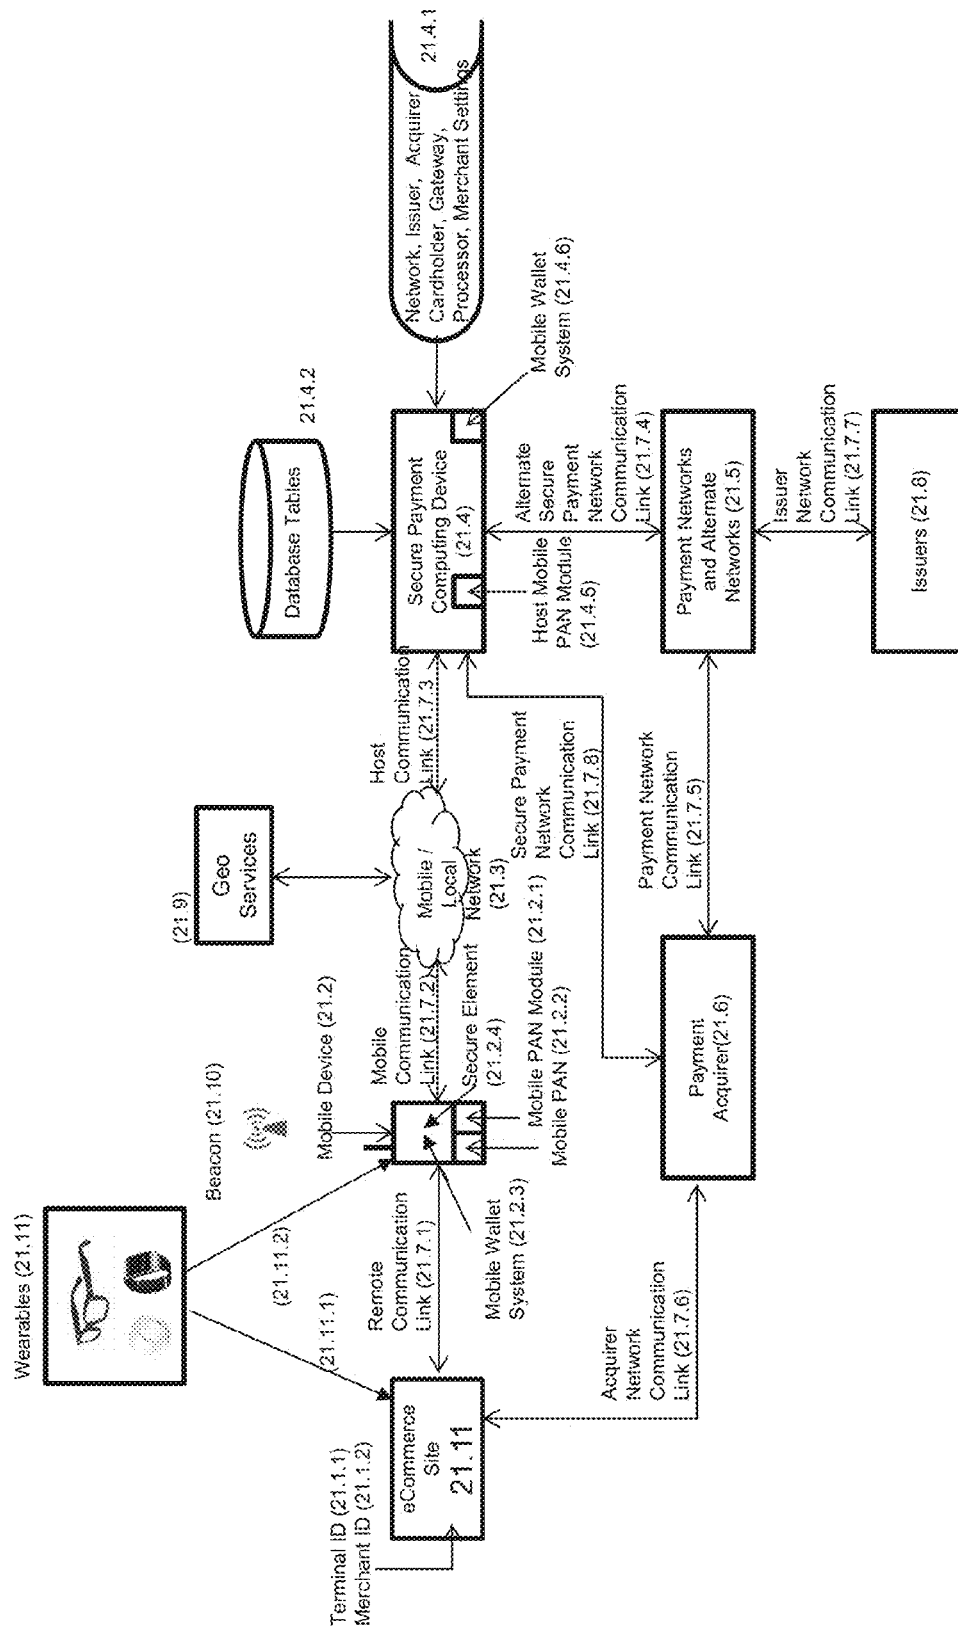 Wearables (21.11)
Beacon (21.10)
(21.11.2)
(21.11.1)
Terminal ID (21.1.1)
Merchant ID (21.1.2)
eCommerce
Site
21.11
Remote
Communication
Link (21.7.1)
Mobile Wallet
System (21.2.3)
Mobile Device (21.2)
Mobile
Communication
Link (21.7.2)
Secure Element
(21.2.4)
Mobile PAN Module (21.2.1)
Mobile PAN (21.2.2)
(21.9)
Geo
Services
Mobile /
Local
Network
(21.3)
Host
Communication
Link (21.7.3
Database Tables
21.4.2
Secure Payment
Computing Device
(21.4)
Network, Issuer, Acquirer
Cardholder, Gateway,
Processor, Merchant Settings
21.4.1
Mobile Wallet
System (21.4.6)
Host Mobile
PAN Module
(21.4.5)
Alternate
Secure
Payment
Network
Communication
Link (21.7.4)
Secure Payment
Network
Communication
Link (21.7.8)
Acquirer
Network
Communication
Link (21.7.6)
Payment
Acquirer(21.6)
Payment Network
Communication
Link (21.7.5)
Payment Networks
and Alternate
Networks (21.5)
Issuer
Network
Communication
Link (21.7.7)
Issuers (21.8)